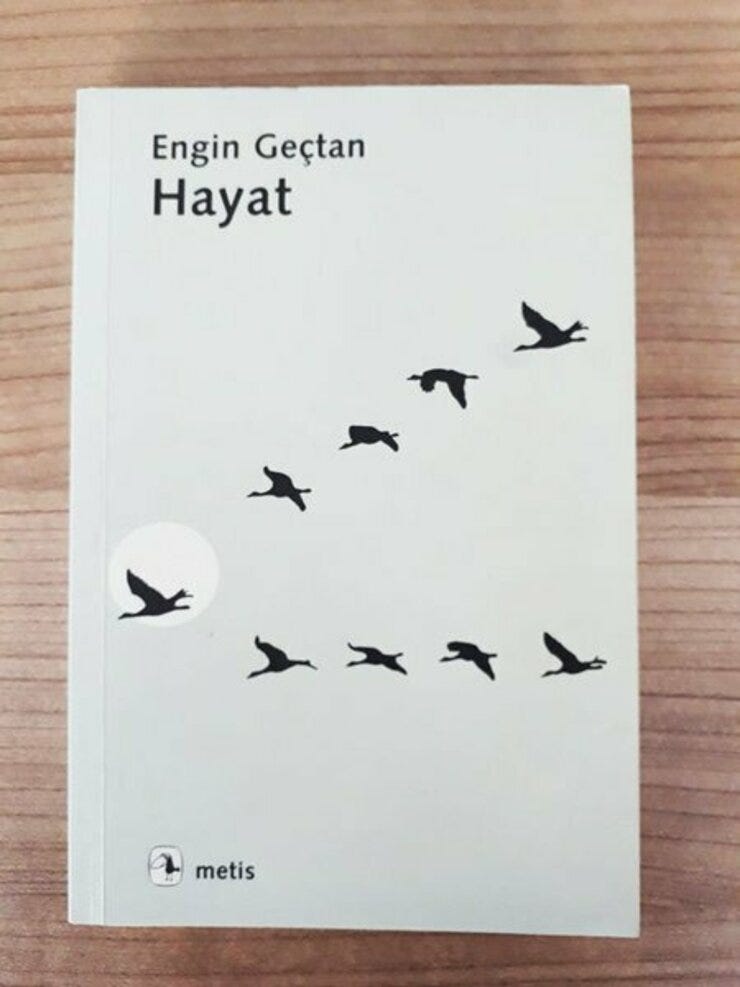 Engin Geçtan
Hayat
metis